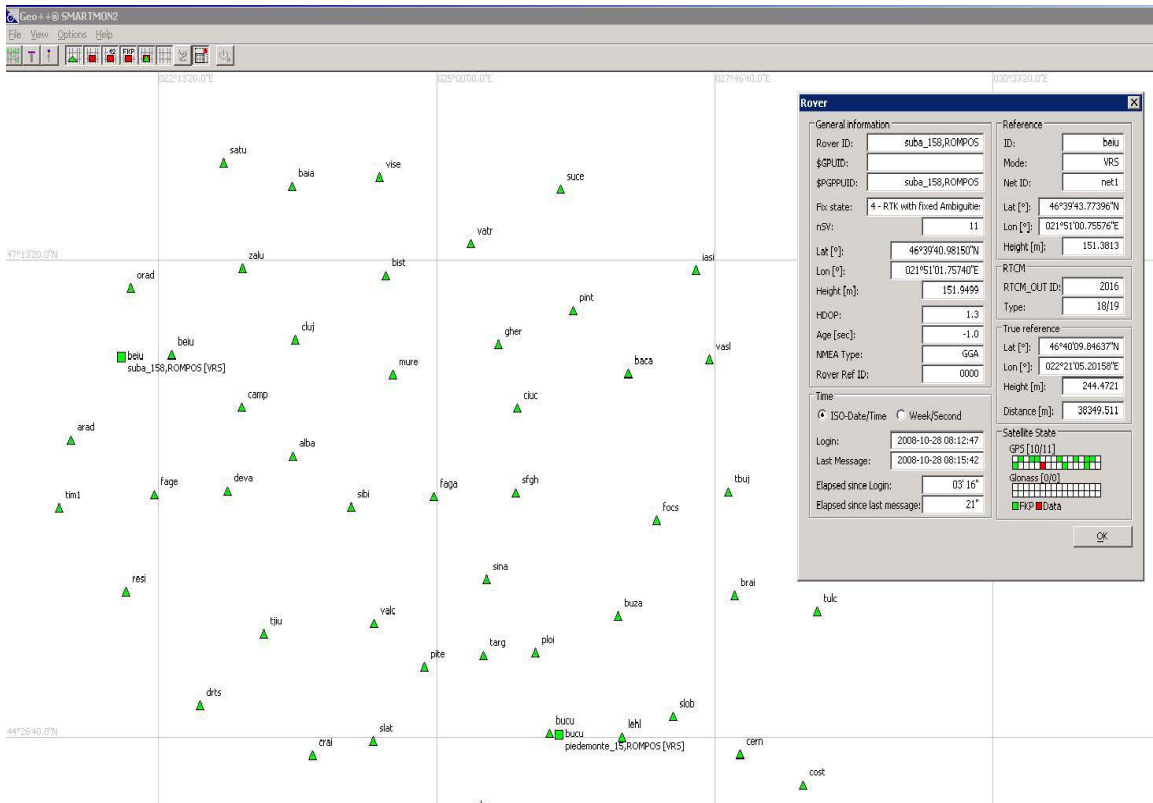 Geo++® SMARTMON2
File View Options Help
T i 42 FKP
022°13'20.0"E 025°00'00.0"E 027°46'40.0"E 030°33'20.0"E
satu
baia
vise
suce
vatr
47°13'20.0"N
zalu
bist
iasi
orad
pint
cluj
gher
beiu
beiu
suba_158,ROMPOS [VRS]
vasl
mure
baca
camp
ciuc
arad
alba
fage
deva
tim1
sibi
faga
sfgh
tbuj
focs
sina
resi
brai
tulc
buza
tjiu
valc
targ
ploi
pite
drts
slob
44°26'40.0"N
slat
bucu
bucu
piedemonte_15,ROMPOS [VRS]
lehl
crai
cern
cost
Rover
General information
Rover ID: suba_158,ROMPOS
$GPUID:
$PGPPUID: suba_158,ROMPOS
Fix state: 4 - RTK with fixed Ambiguitie:
nSV: 11
Lat [°]: 46°39'40.98150"N
Lon [°]: 021°51'01.75740"E
Height [m]: 151.9499
HDOP: 1.3
Age [sec]: -1.0
NMEA Type: GGA
Rover Ref ID: 0000
Time
ISO-Date/Time Week/Second
Login: 2008-10-28 08:12:47
Last Message: 2008-10-28 08:15:42
Elapsed since Login: 03' 16"
Elapsed since last message: 21"
Reference
ID: beiu
Mode: VRS
Net ID: net1
Lat [°]: 46°39'43.77396"N
Lon [°]: 021°51'00.75576"E
Height [m]: 151.3813
RTCM
RTCM_OUT ID: 2016
Type: 18/19
True reference
Lat [°]: 46°40'09.84637"N
Lon [°]: 022°21'05.20158"E
Height [m]: 244.4721
Distance [m]: 38349.511
Satellite State
GPS [10/11]
Glonass [0/0]
FKP Data
OK